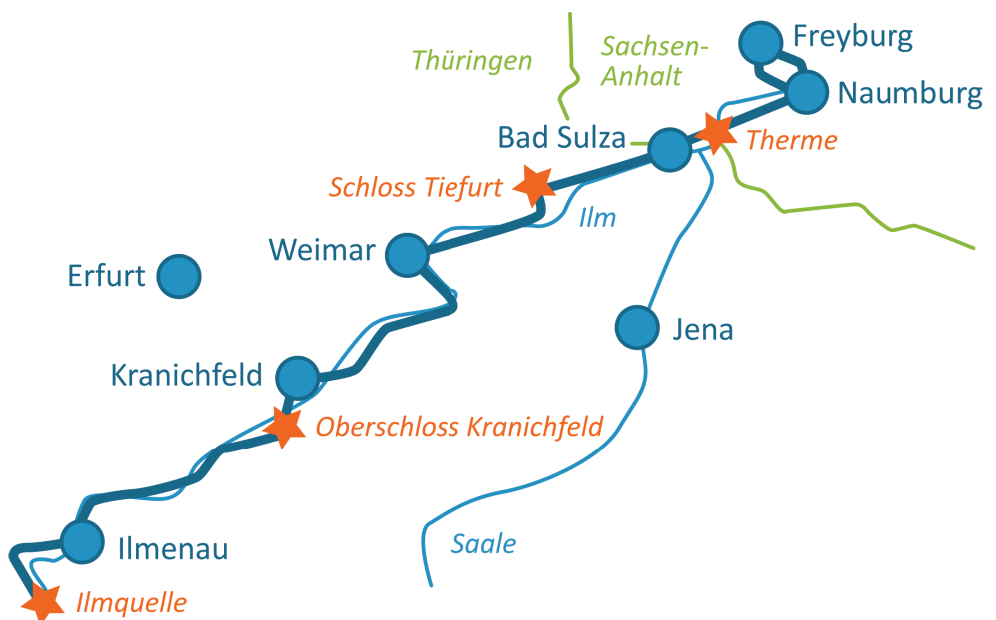 Freyburg
Thüringen
Sachsen-
Anhalt
Naumburg
Bad Sulza
Therme
Schloss Tiefurt
Ilm
Weimar
Erfurt
Jena
Kranichfeld
Oberschloss Kranichfeld
Saale
Ilmenau
Ilmquelle